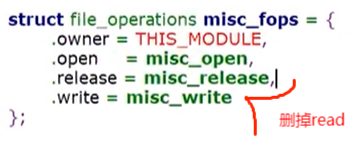 struct file_operations misc_fops = {
.owner = THIS_MODULE,
.open = misc_open,
.release = misc_release,
.write = misc_write
};
删掉read